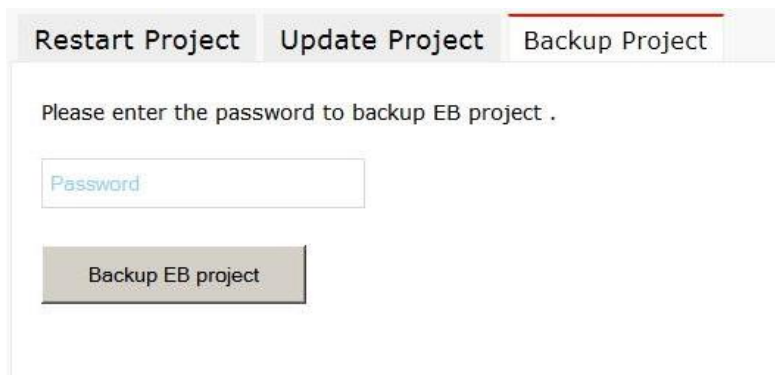 Restart Project Update Project Backup Project
Please enter the password to backup EB project .
Password
Backup EB project